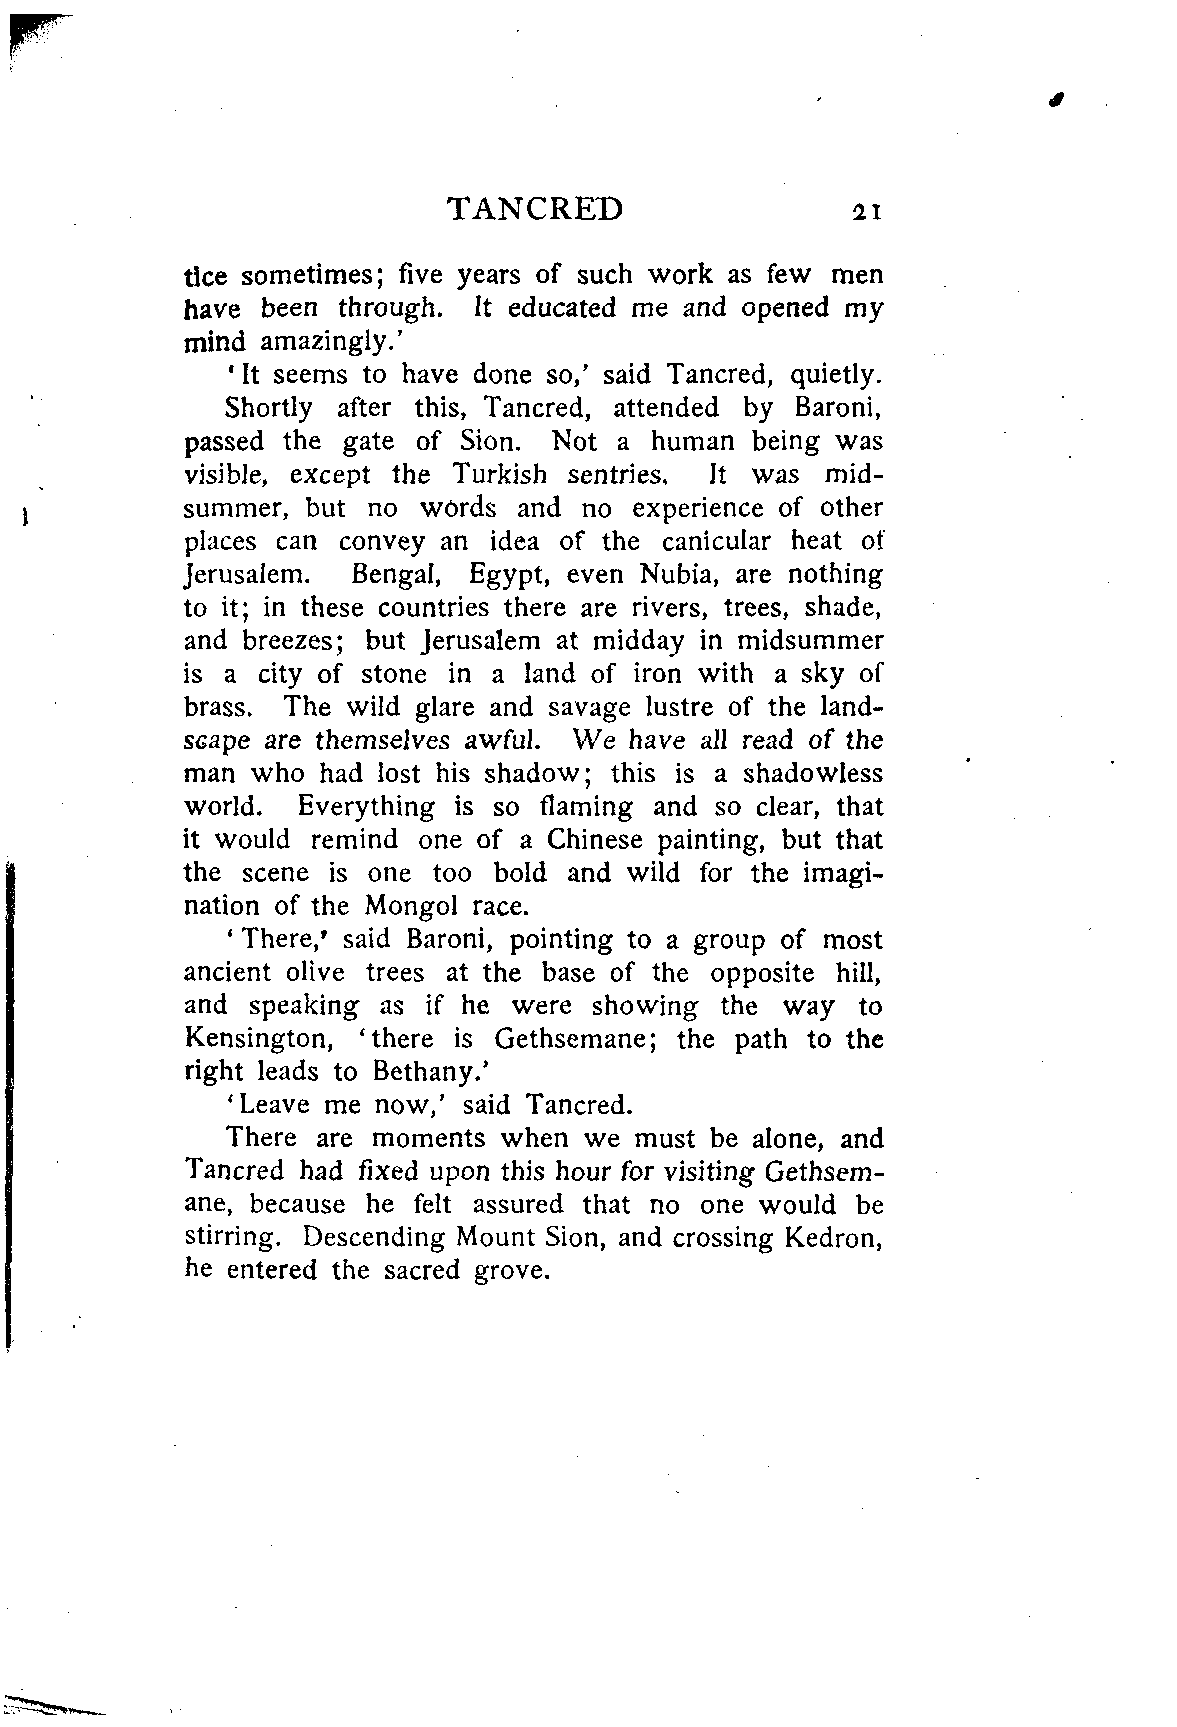 TANCRED 21
tice sometimes; five years of such work as few men
have been through. It educated me and opened my
mind amazingly.'
'It seems to have done so,' said Tancred, quietly.
Shortly after this, Tancred, attended by Baroni,
passed the gate of Sion. Not a human being was
visible, except the Turkish sentries. It was mid-
summer, but no words and no experience of other
places can convey an idea of the canicular heat of
Jerusalem. Bengal, Egypt, even Nubia, are nothing
to it; in these countries there are rivers, trees, shade,
and breezes; but Jerusalem at midday in midsummer
is a city of stone in a land of iron with a sky of
brass. The wild glare and savage lustre of the land-
scape are themselves awful. We have all read of the
man who had lost his shadow; this is a shadowless
world. Everything is so flaming and so clear, that
it would remind one of a Chinese painting, but that
the scene is one too bold and wild for the imagi-
nation of the Mongol race.
'There,' said Baroni, pointing to a group of most
ancient olive trees at the base of the opposite hill,
and speaking as if he were showing the way to
Kensington, 'there is Gethsemane; the path to the
right leads to Bethany.'
'Leave me now,' said Tancred.
There are moments when we must be alone, and
Tancred had fixed upon this hour for visiting Gethsem-
ane, because he felt assured that no one would be
stirring. Descending Mount Sion, and crossing Kedron,
he entered the sacred grove.